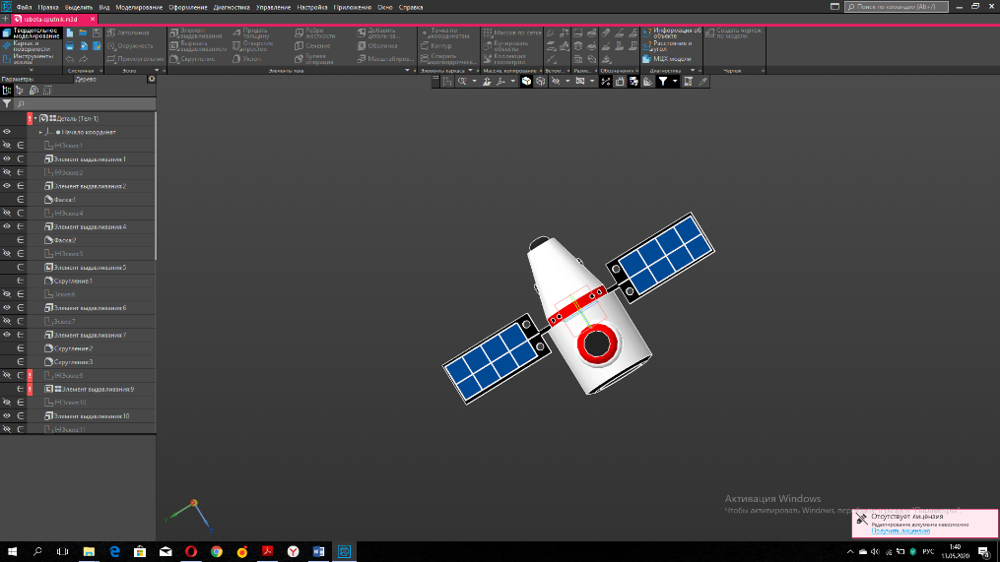 Файл Правка Выделить Вид Моделирование Оформление Диагностика Управление Настройка Приложения Окно Справка
Поиск по командам (Alt+/)
rabota-sputnik.m3d
Твердотельное моделирование
Каркас и поверхности
Инструменты эскиза
Системная
Автолиния
Окружность
Прямоугольник
Эскиз
Элемент выдавливания
Вырезать выдавливанием
Скругление
Придать толщину
Отверстие простое
Уклон
Ребро жесткости
Сечение
Булева операция
Добавить деталь-за...
Оболочка
Масштабиров...
Элементы тела
Точка по координатам
Контур
Спираль цилиндрическ...
Элементы каркаса
Массив по сетке
Копировать объекты
Коллекция геометрии
Массив, копирование
Вспом...
Разме...
Обозначения
Информация об объекте
Расстояние и угол
МЦХ модели
Диагностика
Создать чертеж по модели
Чертеж
Параметры
Дерево
Деталь (Тел-1)
Начало координат
(+)Эскиз:1
Элемент выдавливания:1
(+)Эскиз:2
Элемент выдавливания:2
Фаска:1
(+)Эскиз:4
Элемент выдавливания:4
Фаска:2
(+)Эскиз:5
Элемент выдавливания:5
Скругление:1
Эскиз:6
Элемент выдавливания:6
Эскиз:7
Элемент выдавливания:7
Скругление:2
Скругление:3
(+)Эскиз:9
Элемент выдавливания:9
(+)Эскиз:10
Элемент выдавливания:10
(+)Эскиз:11
Активация Windows
Чтобы активировать Windows, пере
Отсутствует лицензия
Редактирование документа невозможно
Получить лицензию
РУС
1:40
13.05.2020